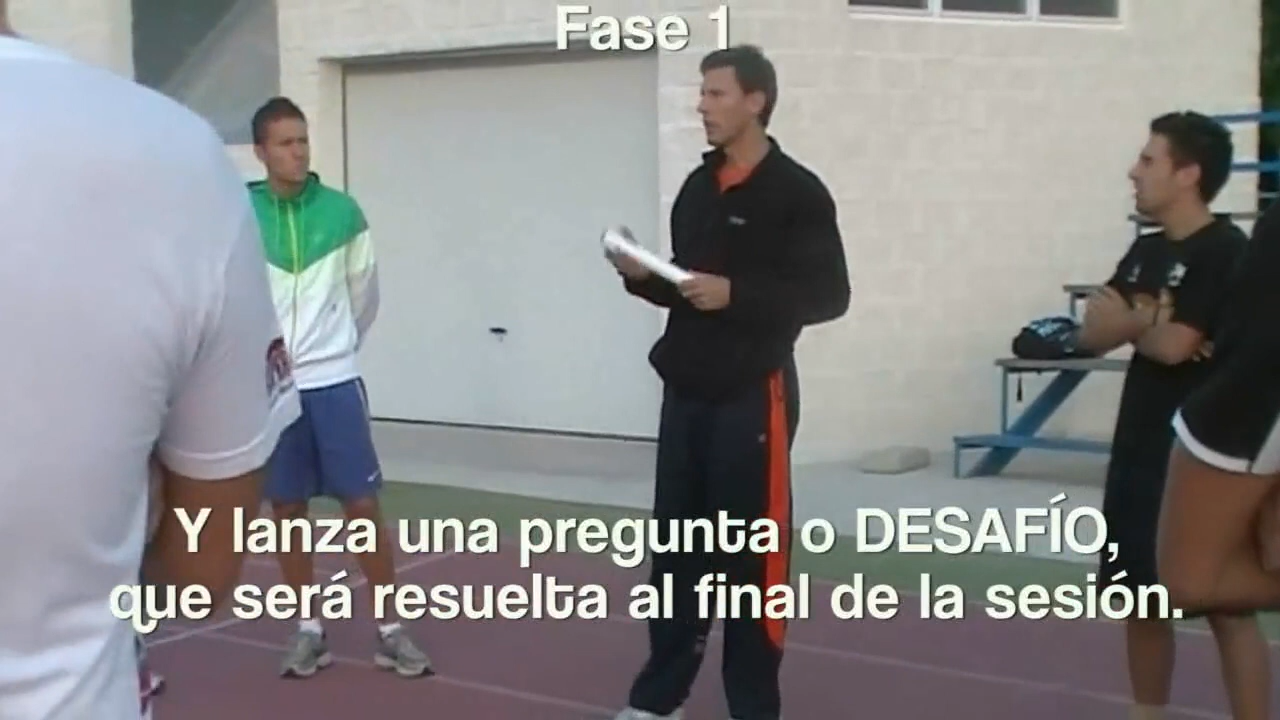 Fase 1
Y lanza una pregunta o DESAFÍO,
que será resuelta al final de la sesión.